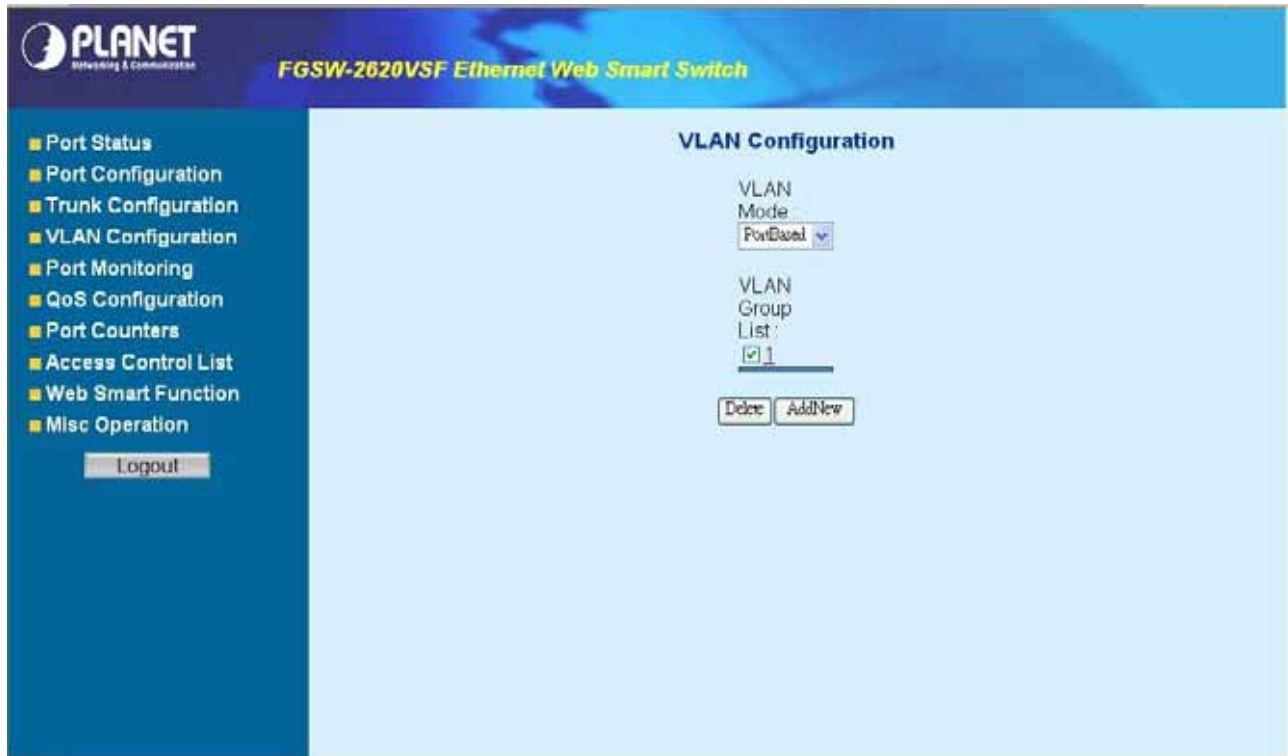 PLANET
Networking & Communication
FGSW-2620VSF Ethernet Web Smart Switch
Port Status
Port Configuration
Trunk Configuration
VLAN Configuration
Port Monitoring
QoS Configuration
Port Counters
Access Control List
Web Smart Function
Misc Operation
Logout
VLAN Configuration
VLAN
Mode :
PortBased
VLAN
Group
List :
1
Delete AddNew